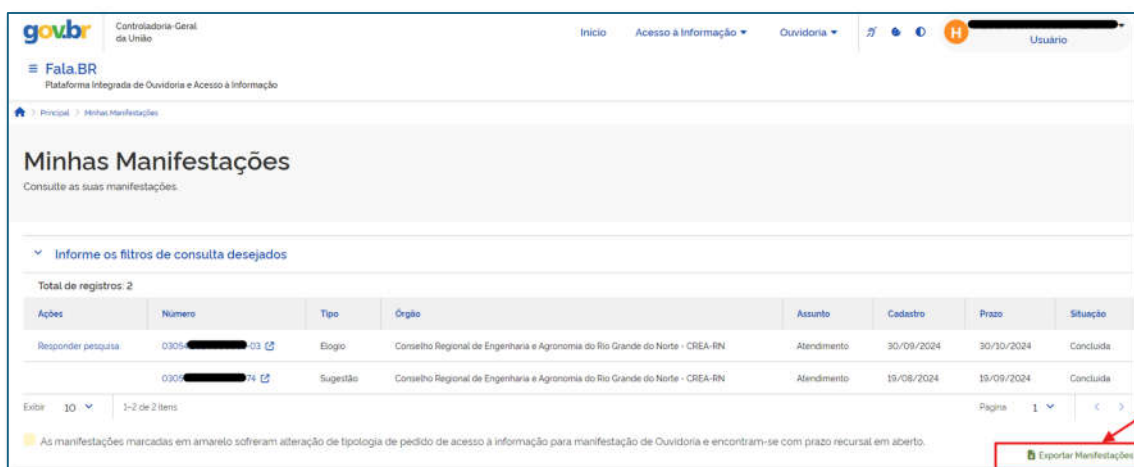 gov.br
Controladoria-Geral
da União
Início Acesso à Informação Ouvidoria H Usuário
Fala.BR
Plataforma Integrada de Ouvidoria e Acesso à Informação
Principal > Minhas Manifestações
Minhas Manifestações
Consulte as suas manifestações.
Informe os filtros de consulta desejados
Total de registros: 2
Ações Número Tipo Órgão Assunto Cadastro Prazo Situação
Responder pesquisa 03054 -03 Elogio Conselho Regional de Engenharia e Agronomia do Rio Grande do Norte - CREA-RN Atendimento 30/09/2024 30/10/2024 Concluída
0305 74 Sugestão Conselho Regional de Engenharia e Agronomia do Rio Grande do Norte - CREA-RN Atendimento 19/08/2024 19/09/2024 Concluída
Exibir 10 1-2 de 2 itens Página 1 < >
As manifestações marcadas em amarelo sofreram alteração de tipologia de pedido de acesso à informação para manifestação de Ouvidoria e encontram-se com prazo recursal em aberto.
Exportar Manifestações